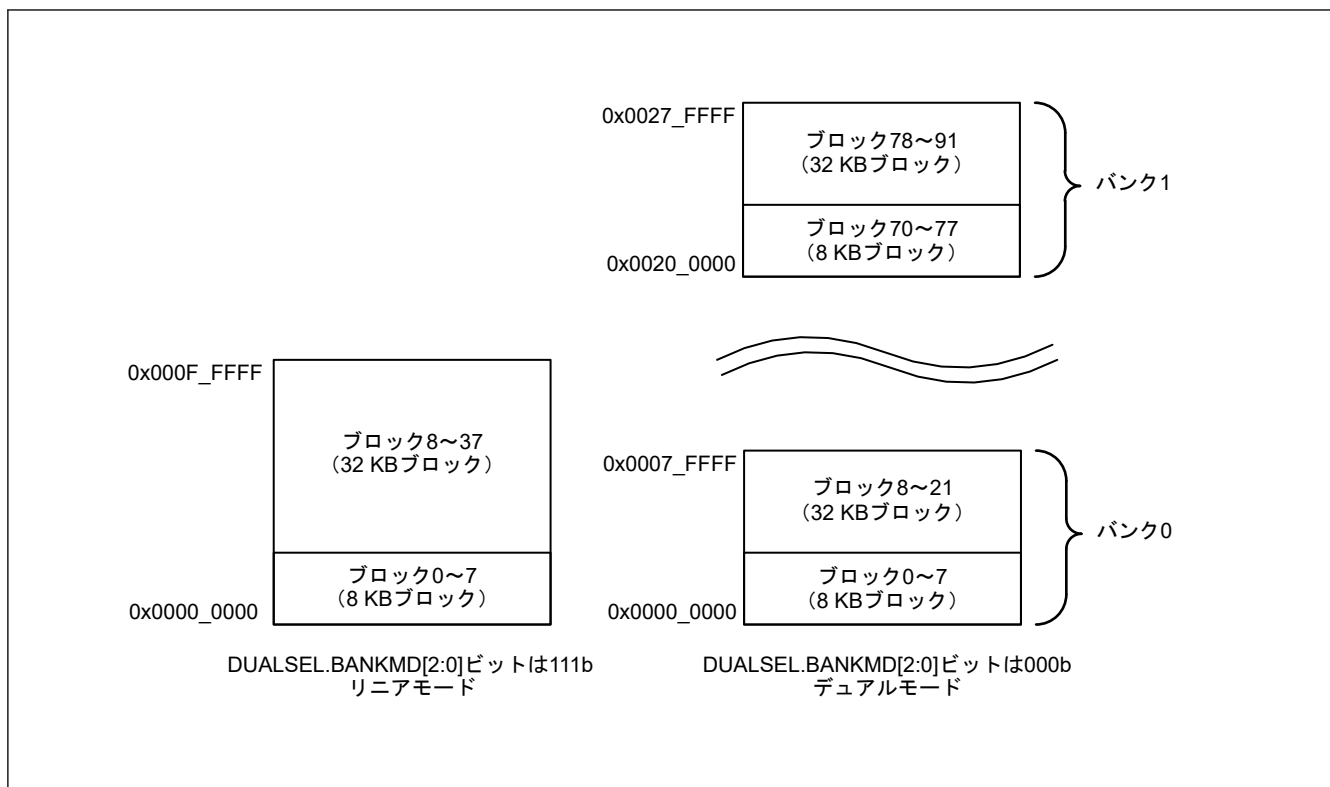 0x0027_FFFF
ブロック78～91
（32 KBブロック）
バンク1
ブロック70～77
（8 KBブロック）
0x0020_0000
0x000F_FFFF
ブロック8～37
（32 KBブロック）
ブロック0～7
（8 KBブロック）
0x0000_0000
0x0007_FFFF
ブロック8～21
（32 KBブロック）
バンク0
ブロック0～7
（8 KBブロック）
0x0000_0000
DUALSEL.BANKMD[2:0]ビットは111b
リニアモード
DUALSEL.BANKMD[2:0]ビットは000b
デュアルモード